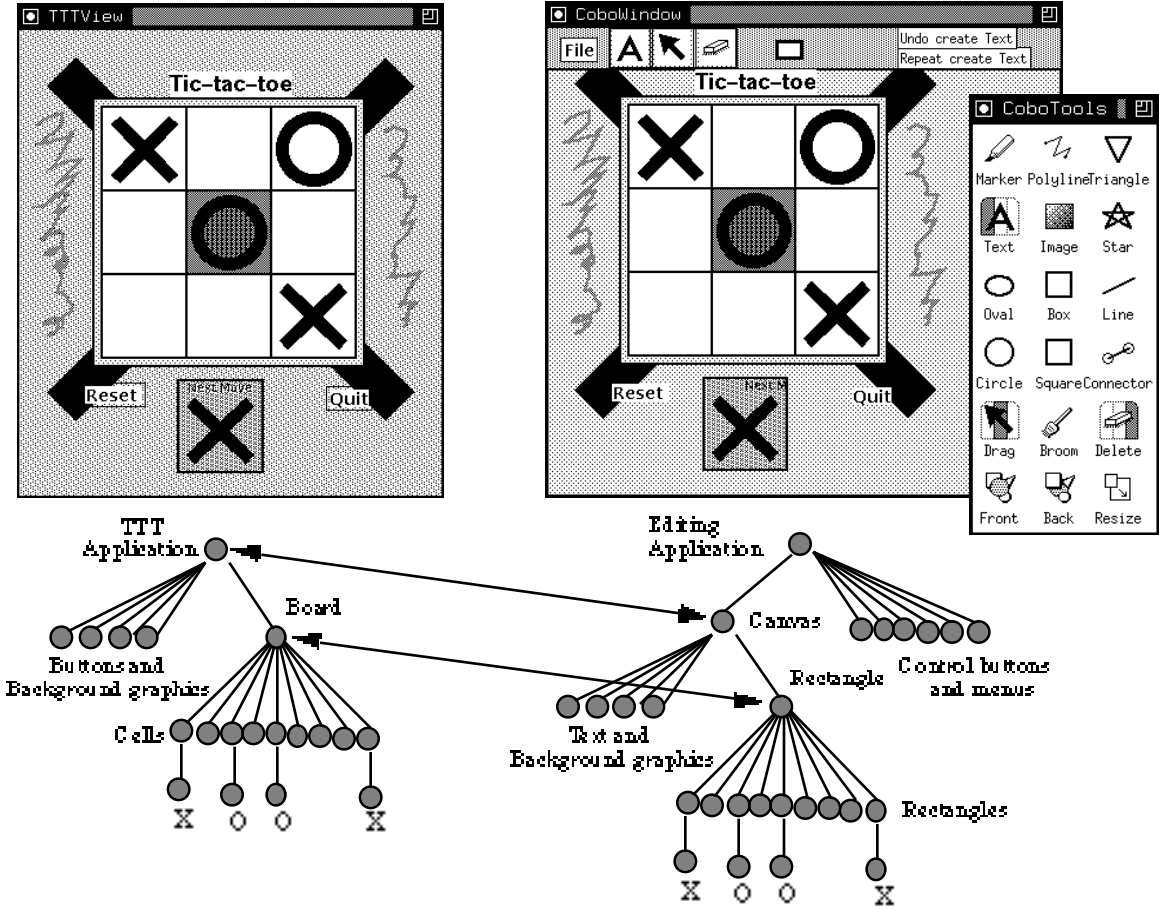 TTTView
Tic-tac-toe
Next Move
Reset
Quit
CoboWindow
File
A
Undo create Text
Repeat create Text
Tic-tac-toe
Next M
Reset
Quit
CoboTools
Marker Polyline Triangle
A
Text Image Star
Oval Box Line
Circle Square Connector
Drag Broom Delete
Front Back Resize
TTT
Application
Board
Buttons and
Background graphics
Cells
X O O X
Editing
Application
Canvas
Control buttons
and menus
Rectangle
Text and
Background graphics
Rectangles
X O O X